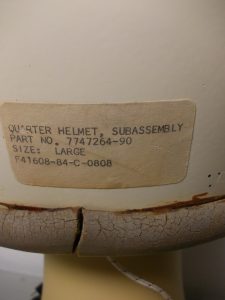 QUARTER HELMET, SUBASSEMBLY
PART NO. 7747264-90
SIZE: LARGE
F41608-84-C-0808